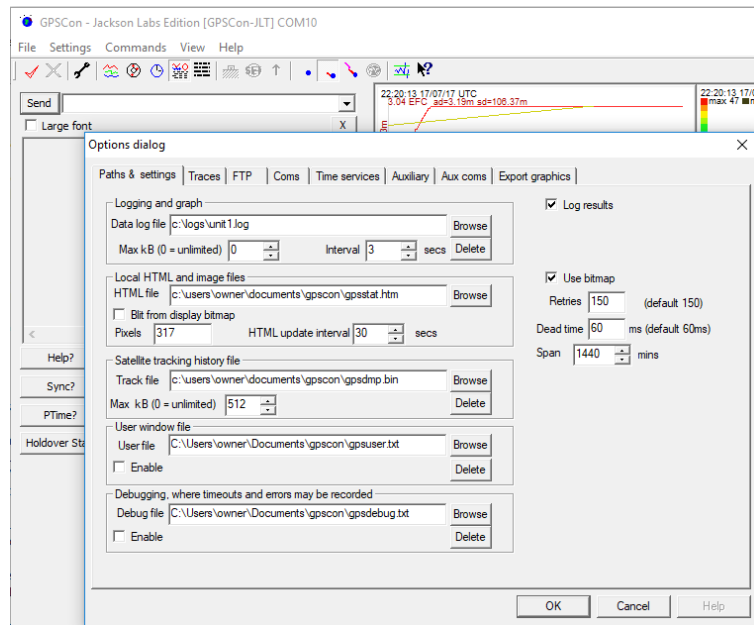 GPSCon - Jackson Labs Edition [GPSCon-JLT] COM10
File Settings Commands View Help
Send
Large font X
22:20:13 17/07/17 UTC
3.04 EFC ad=3.19m sd=106.37m
22:20:13 17/0
max 47
Options dialog
Paths & settings Traces FTP Coms Time services Auxiliary Aux coms Export graphics
Logging and graph
Data log file c:\logs\unit1.log Browse
Max kB (0 = unlimited) 0 Interval 3 secs Delete
Log results
Local HTML and image files
HTML file c:\users\owner\documents\gpscon\gpsstat.htm Browse
Blit from display bitmap
Pixels 317 HTML update interval 30 secs
Use bitmap
Retries 150 (default 150)
Dead time 60 ms (default 60ms)
Span 1440 mins
Satellite tracking history file
Track file c:\users\owner\documents\gpscon\gpsdmp.bin Browse
Max kB (0 = unlimited) 512 Delete
User window file
User file C:\Users\owner\Documents\gpscon\gpsuser.txt Browse
Enable Delete
Debugging, where timeouts and errors may be recorded
Debug file C:\Users\owner\Documents\gpscon\gpsdebug.txt Browse
Enable Delete
Help?
Sync?
PTime?
Holdover Sta
OK Cancel Help